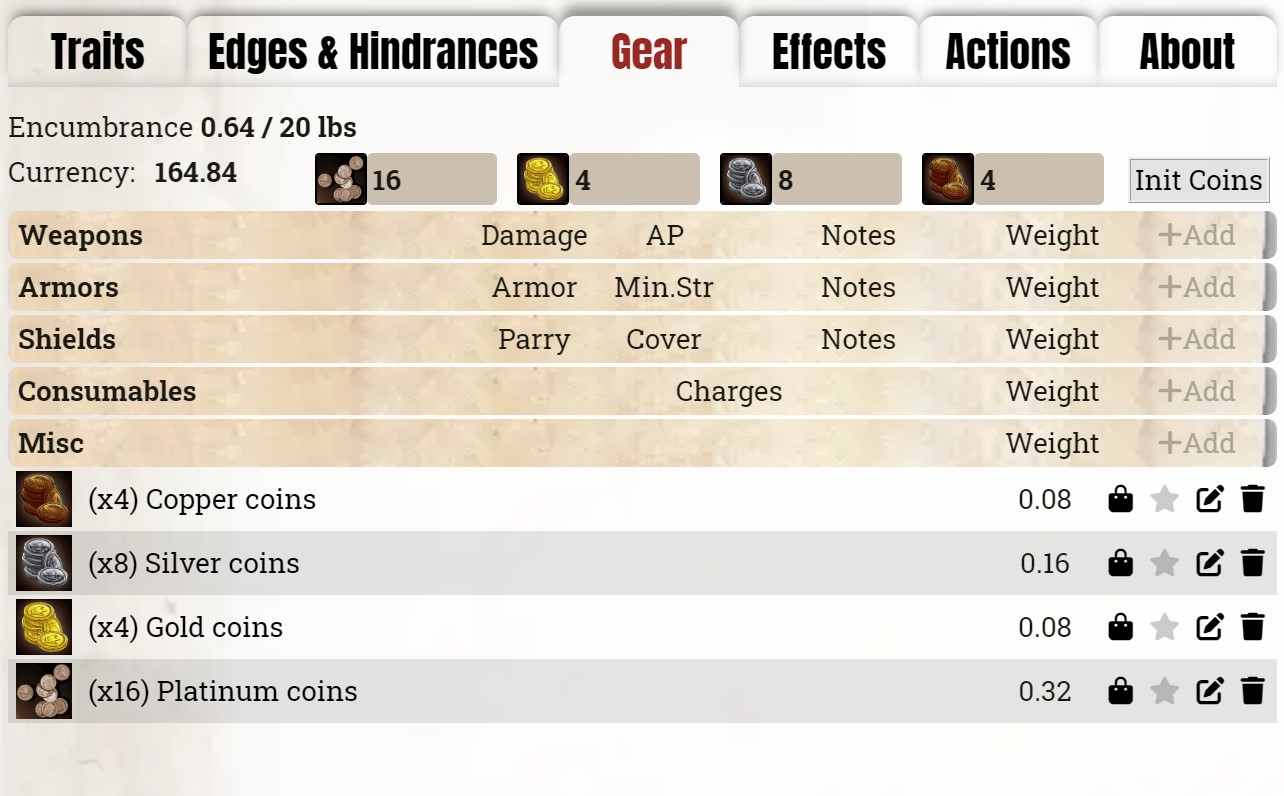 Traits Edges & Hindrances Gear Effects Actions About
Encumbrance 0.64 / 20 lbs
Currency: 164.84 16 4 8 4 Init Coins
Weapons Damage AP Notes Weight +Add
Armors Armor Min.Str Notes Weight +Add
Shields Parry Cover Notes Weight +Add
Consumables Charges Weight +Add
Misc Weight +Add
(x4) Copper coins 0.08
(x8) Silver coins 0.16
(x4) Gold coins 0.08
(x16) Platinum coins 0.32